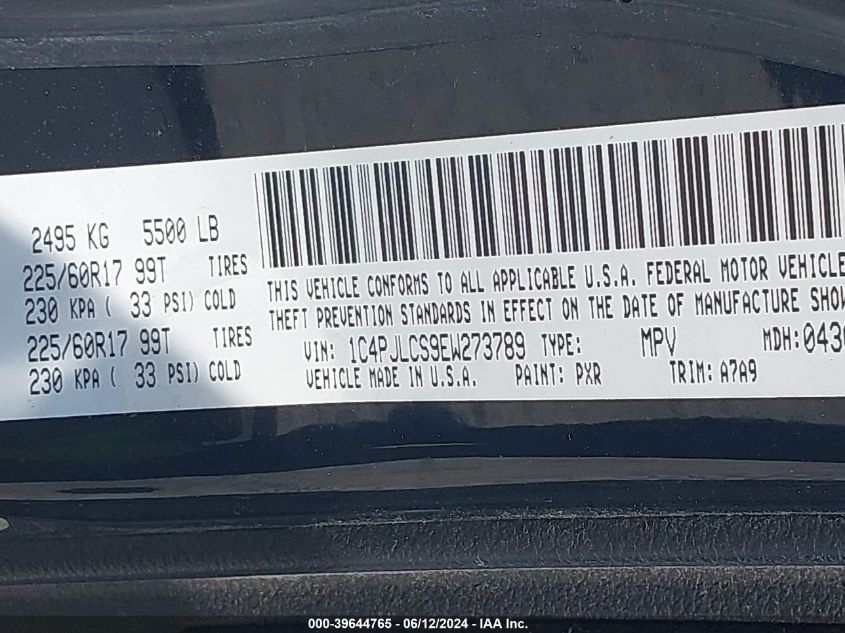 2495 KG 5500 LB
225/60R17 99T TIRES
230 KPA ( 33 PSI) COLD
225/60R17 99T TIRES
230 KPA ( 33 PSI) COLD
THIS VEHICLE CONFORMS TO ALL APPLICABLE U.S.A. FEDERAL MOTOR VEHICLE
THEFT PREVENTION STANDARDS IN EFFECT ON THE DATE OF MANUFACTURE SHOW
VIN: 1C4PJLCS9EW273789 TYPE: MPV MDH: 0430
VEHICLE MADE IN U.S.A. PAINT: PXR TRIM: A7A9
000-39644765 - 06/12/2024 - IAA Inc.